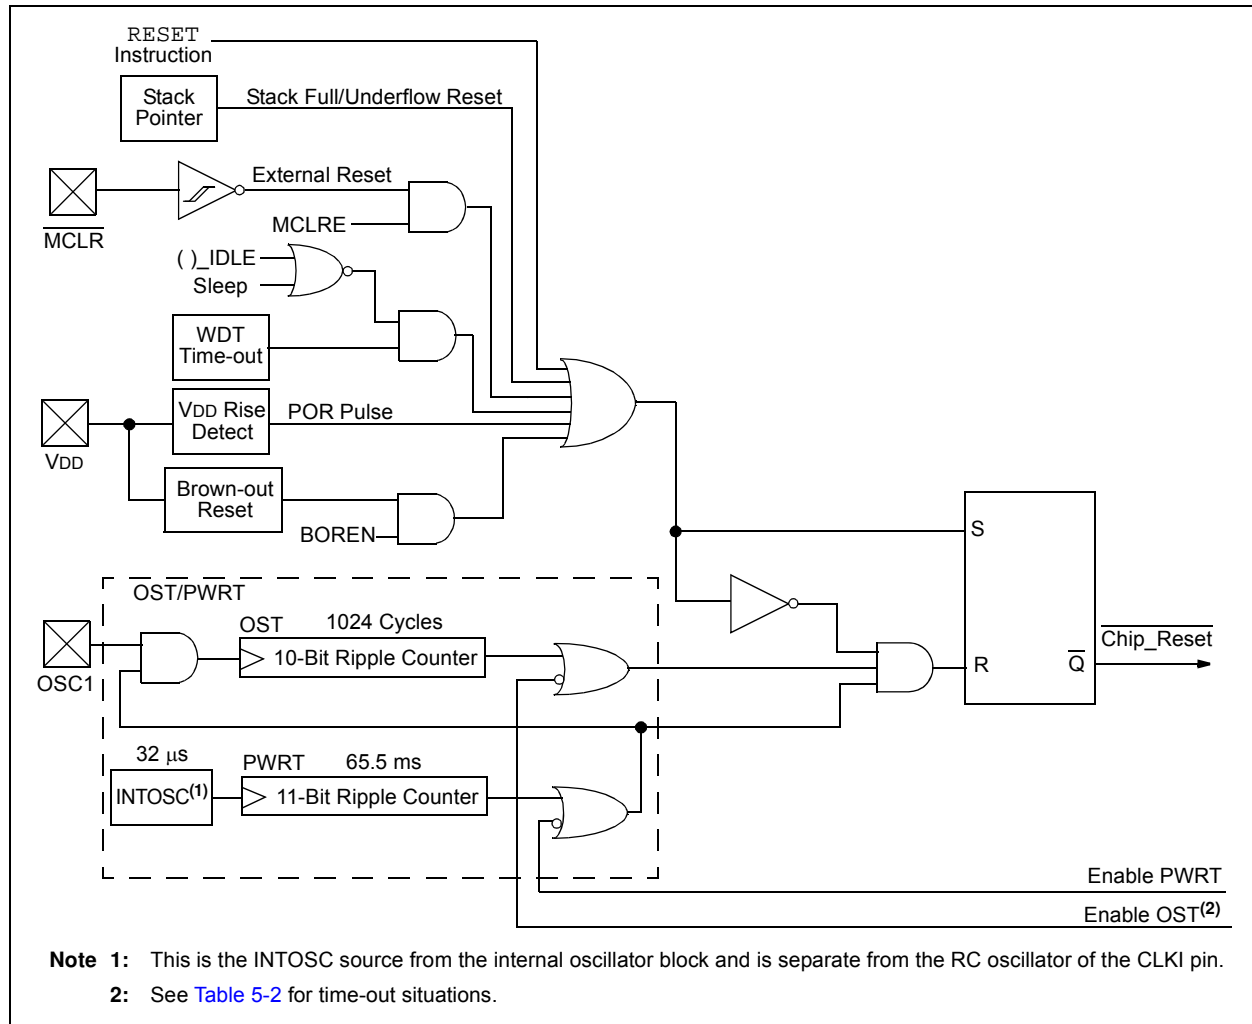 RESET
Instruction
Stack
Pointer
Stack Full/Underflow Reset
External Reset
MCLR
MCLRE
( )_IDLE
Sleep
WDT
Time-out
VDD Rise
Detect
POR Pulse
VDD
Brown-out
Reset
BOREN
S
OST/PWRT
OST 1024 Cycles
10-Bit Ripple Counter
OSC1
R
Q
Chip_Reset
32 μs
INTOSC(1)
PWRT 65.5 ms
11-Bit Ripple Counter
Enable PWRT
Enable OST(2)
Note 1: This is the INTOSC source from the internal oscillator block and is separate from the RC oscillator of the CLKI pin.
2: See Table 5-2 for time-out situations.